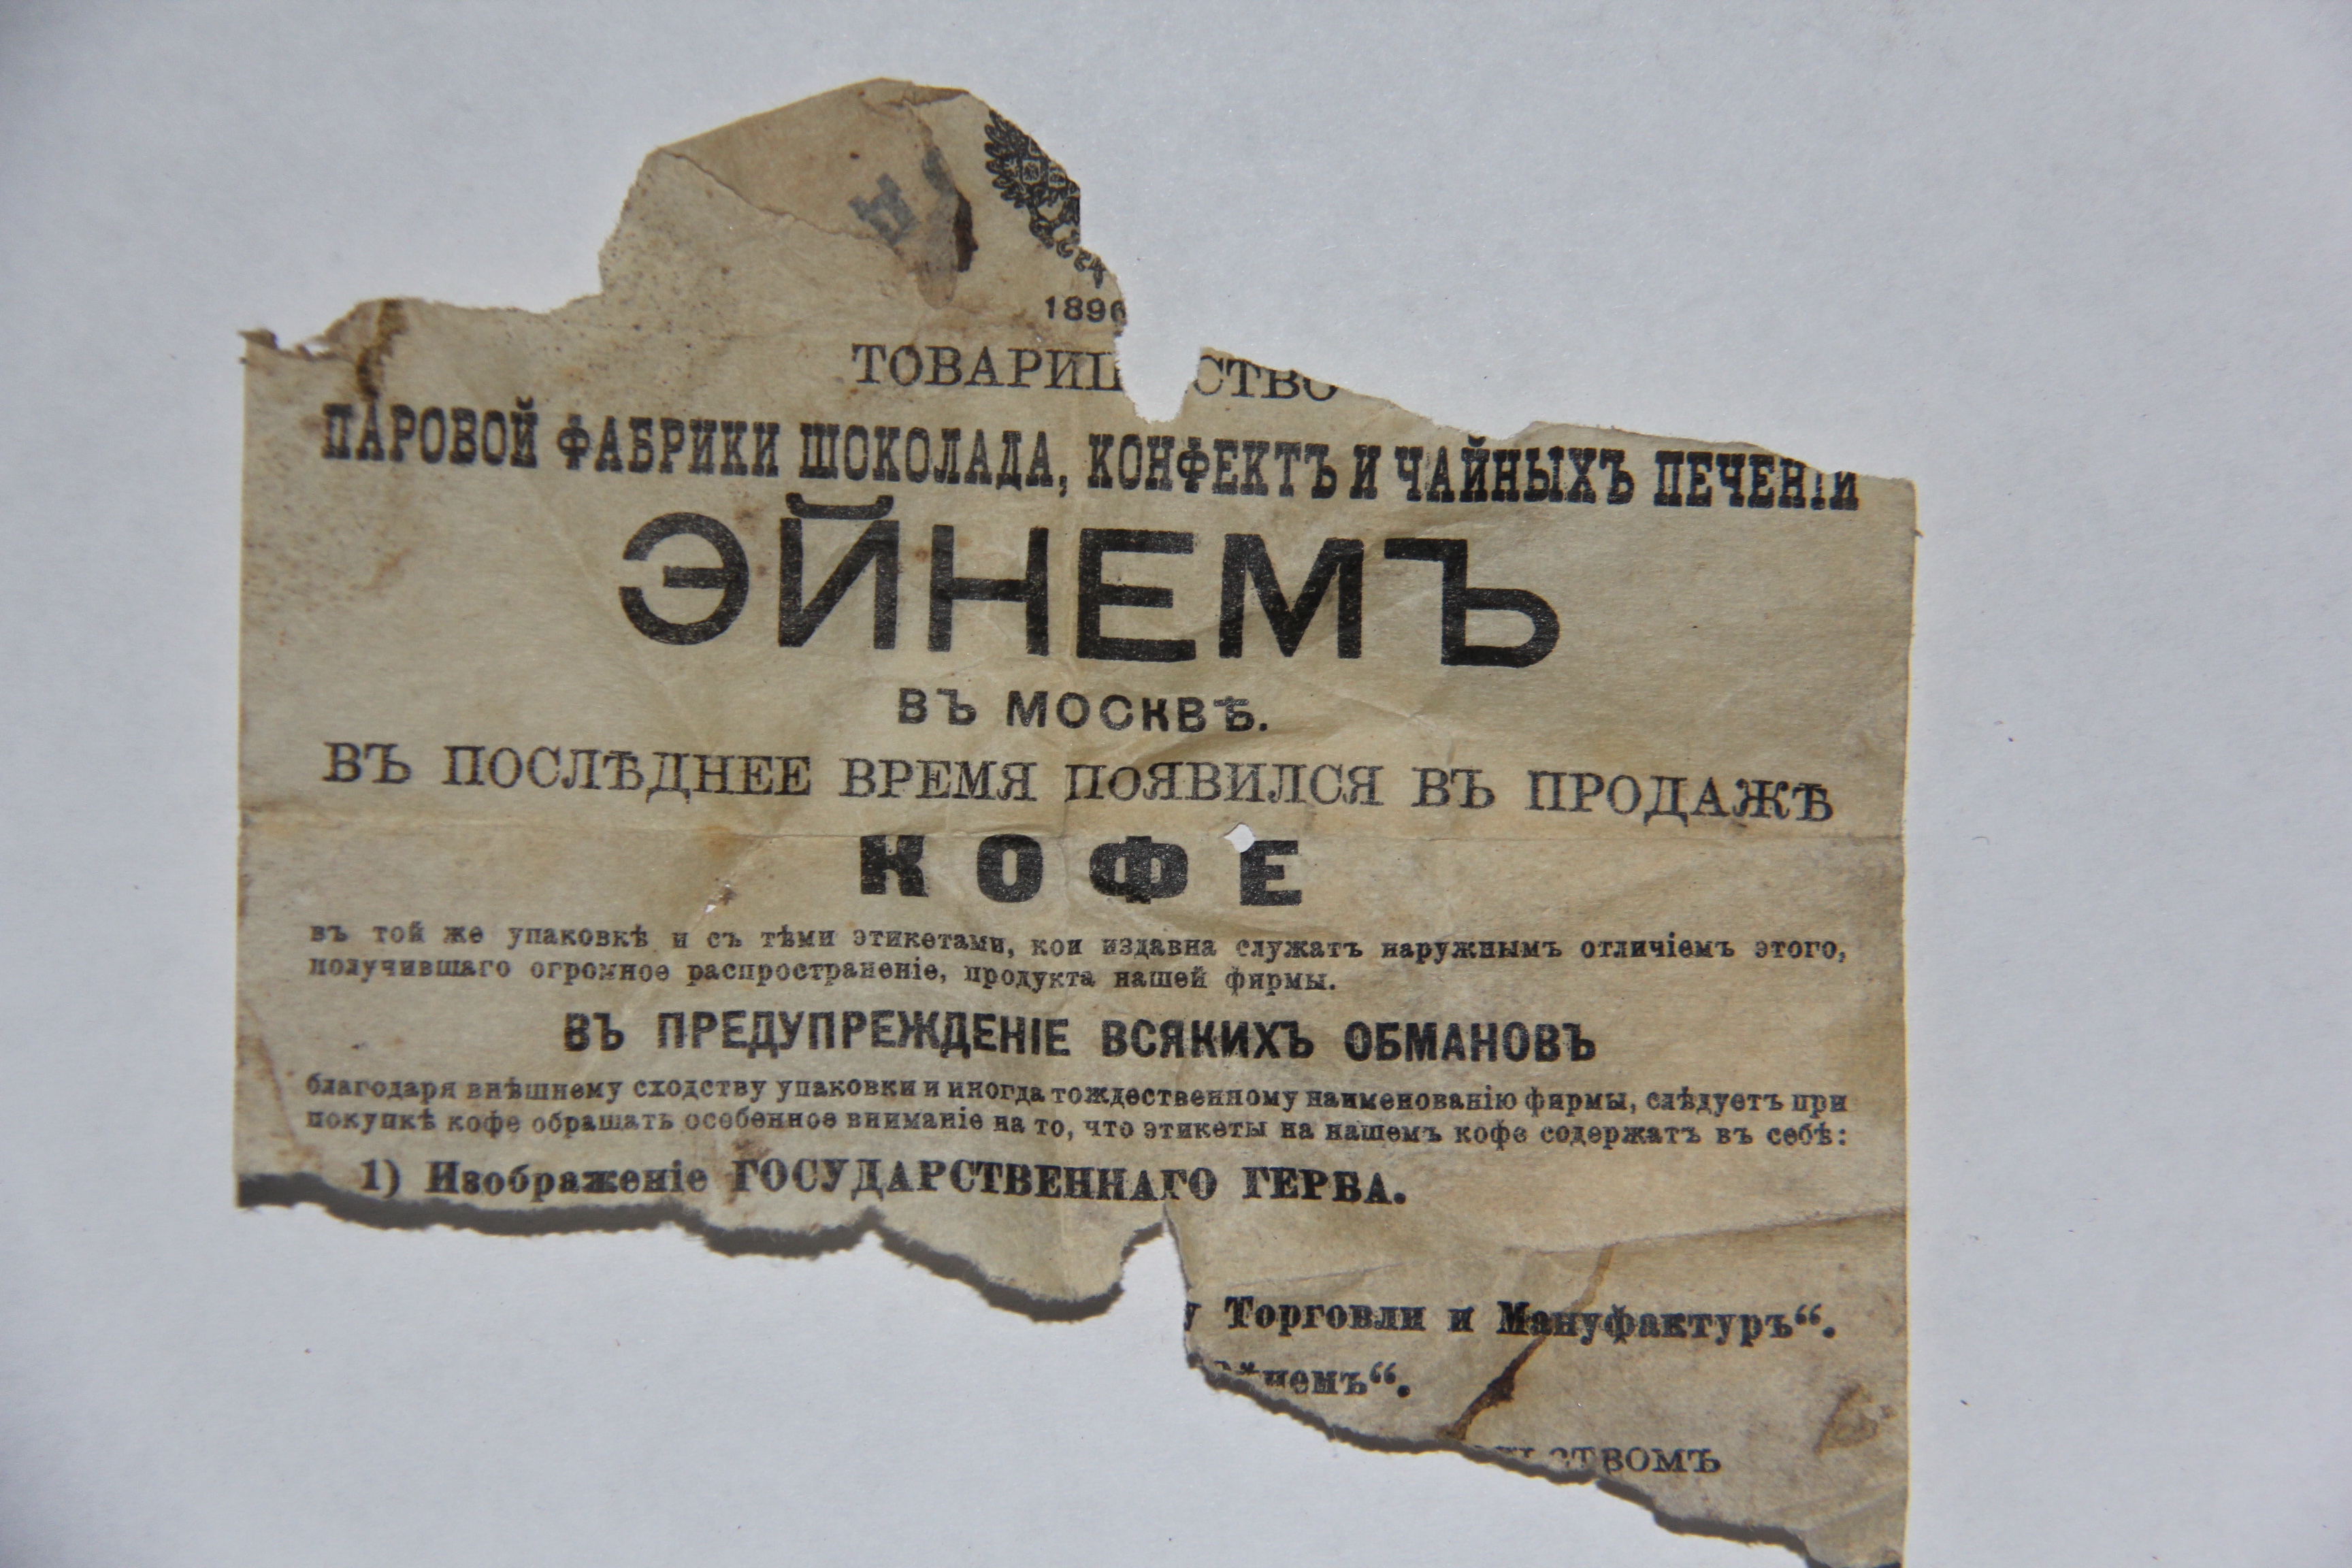 1896
ТОВАРИЩЕСТВО
ПАРОВОЙ ФАБРИКИ ШОКОЛАДА, КОНФЕКТЪ И ЧАЙНЫХЪ ПЕЧЕНІЙ
ЭЙНЕМЪ
ВЪ МОСКВѢ.
ВЪ ПОСЛѢДНЕЕ ВРЕМЯ ПОЯВИЛСЯ ВЪ ПРОДАЖѢ
КОФЕ
въ той же упаковкѣ и съ тѣми этикетами, кои издавна служатъ наружнымъ отличіемъ этого,
получившаго огромное распространеніе, продукта нашей фирмы.
ВЪ ПРЕДУПРЕЖДЕНІЕ ВСЯКИХЪ ОБМАНОВЪ
благодаря внѣшнему сходству упаковки и иногда тождественному наименованію фирмы, слѣдуетъ при
покупкѣ кофе обращать особенное вниманіе на то, что этикеты на нашемъ кофе содержатъ въ себѣ:
1) Изображеніе ГОСУДАРСТВЕННАГО ГЕРБА.
у Торговли и Мануфактуръ“.
йнемъ“.
ьствомъ